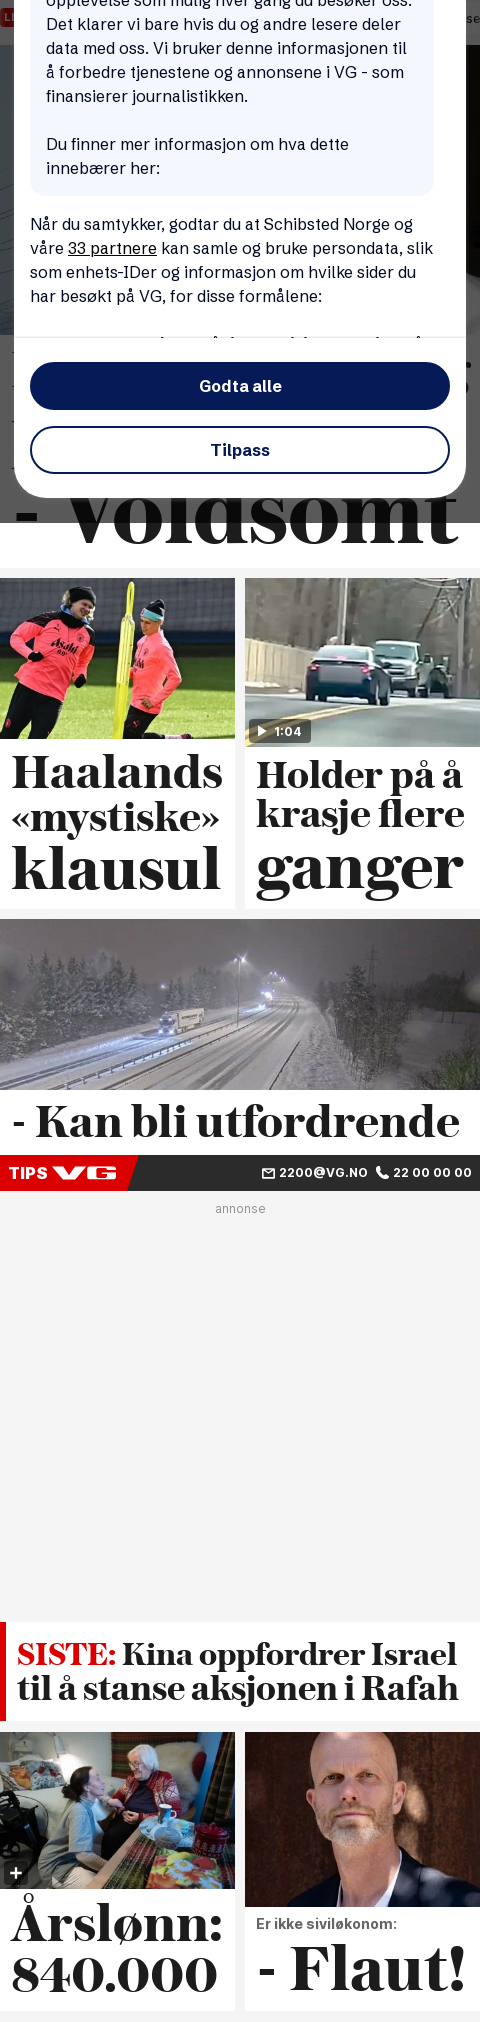 opplevelse som mulig hver gang du besøker oss.
Det klarer vi bare hvis du og andre lesere deler
data med oss. Vi bruker denne informasjonen til
å forbedre tjenestene og annonsene i VG - som
finansierer journalistikken.
Du finner mer informasjon om hva dette
innebærer her:
Når du samtykker, godtar du at Schibsted Norge og
våre 33 partnere kan samle og bruke persondata, slik
som enhets-IDer og informasjon om hvilke sider du
har besøkt på VG, for disse formålene:
Godta alle
Tilpass
- Voldsomt
1:04
Haalands
«mystiske»
klausul
Holder på å
krasje flere
ganger
- Kan bli utfordrende
TIPS VG 2200@VG.NO 22 00 00 00
annonse
SISTE: Kina oppfordrer Israel
til å stanse aksjonen i Rafah
Årslønn:
840.000
Er ikke siviløkonom:
- Flaut!